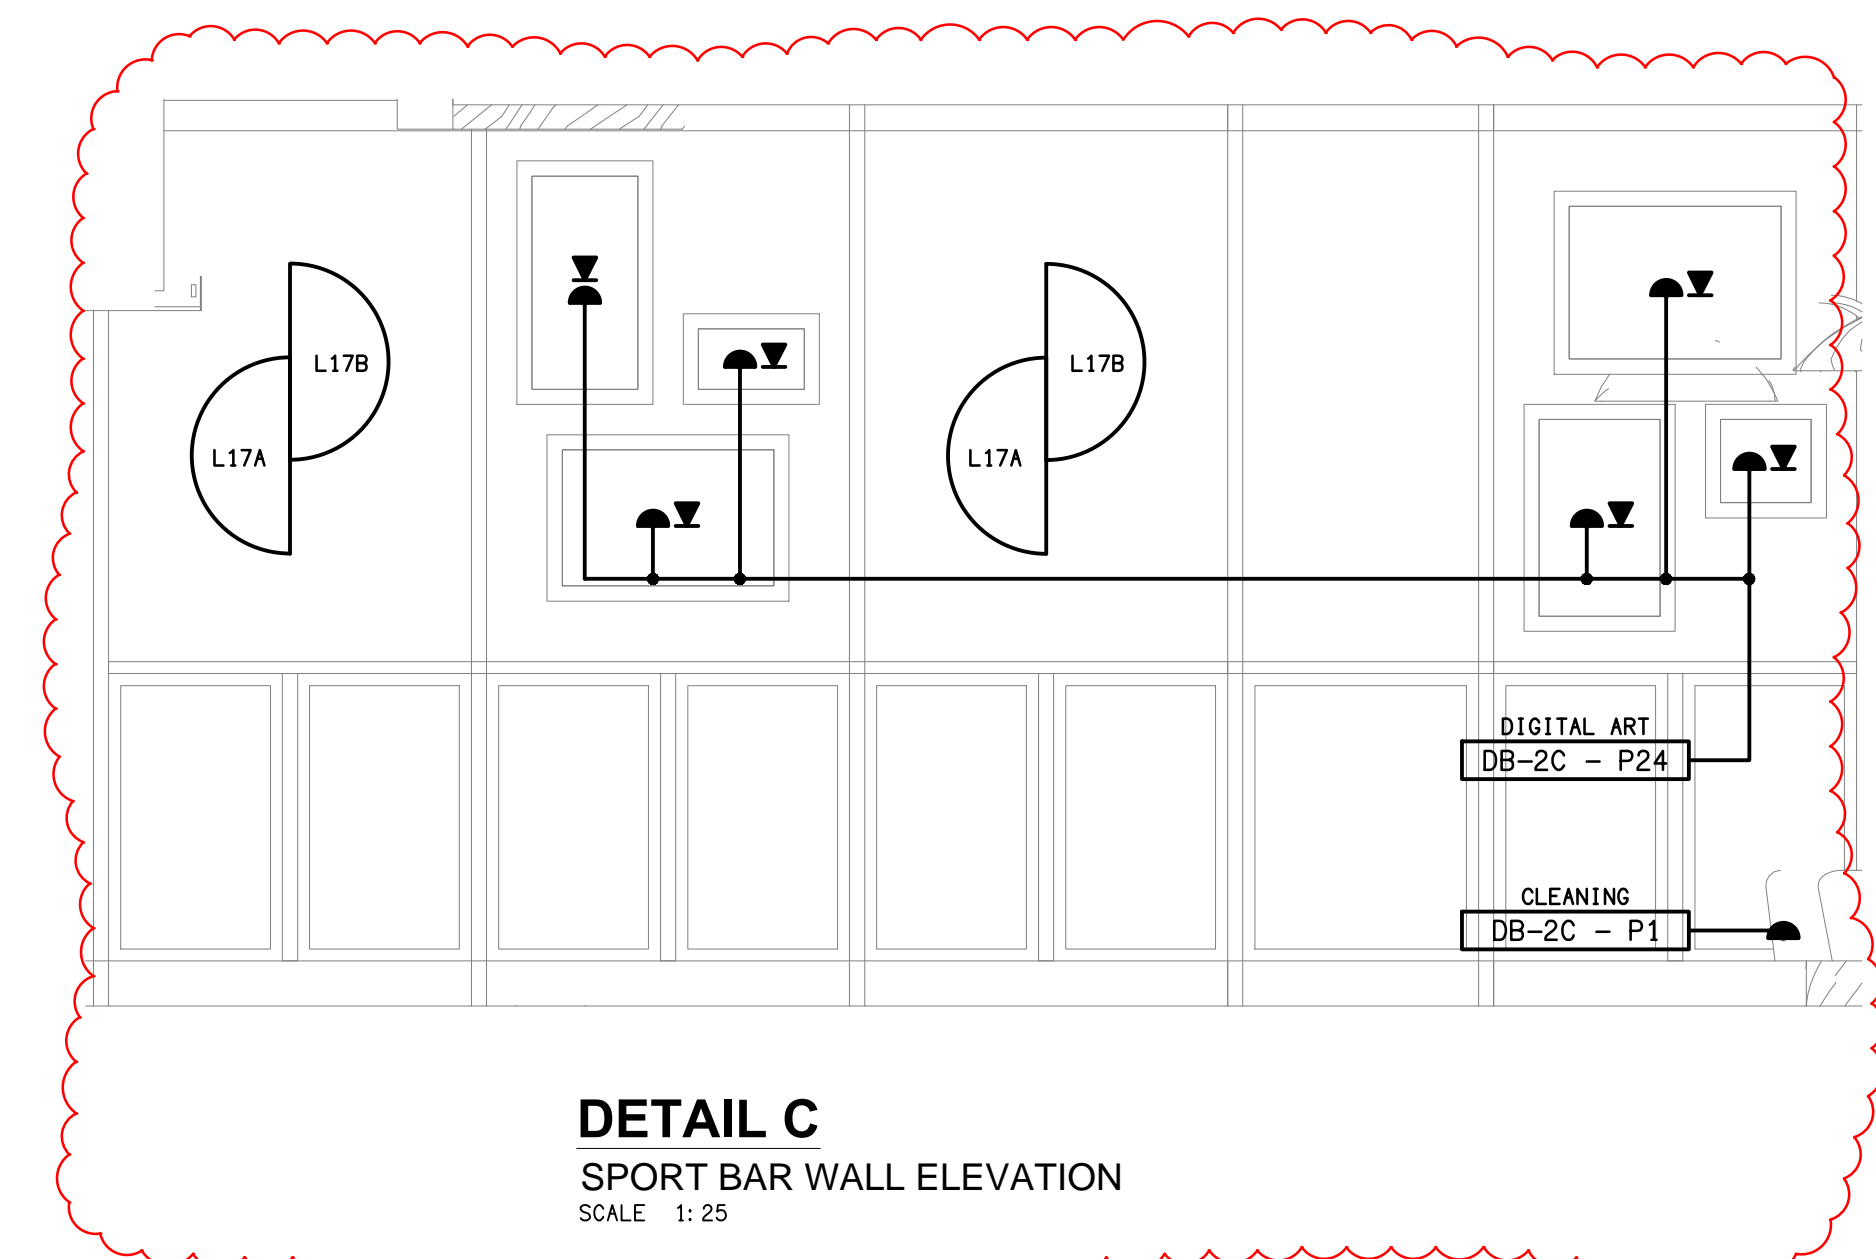 L17B
L17A
L17B
L17A
DIGITAL ART
DB-2C - P24
CLEANING
DB-2C - P1
DETAIL C
SPORT BAR WALL ELEVATION
SCALE 1:25